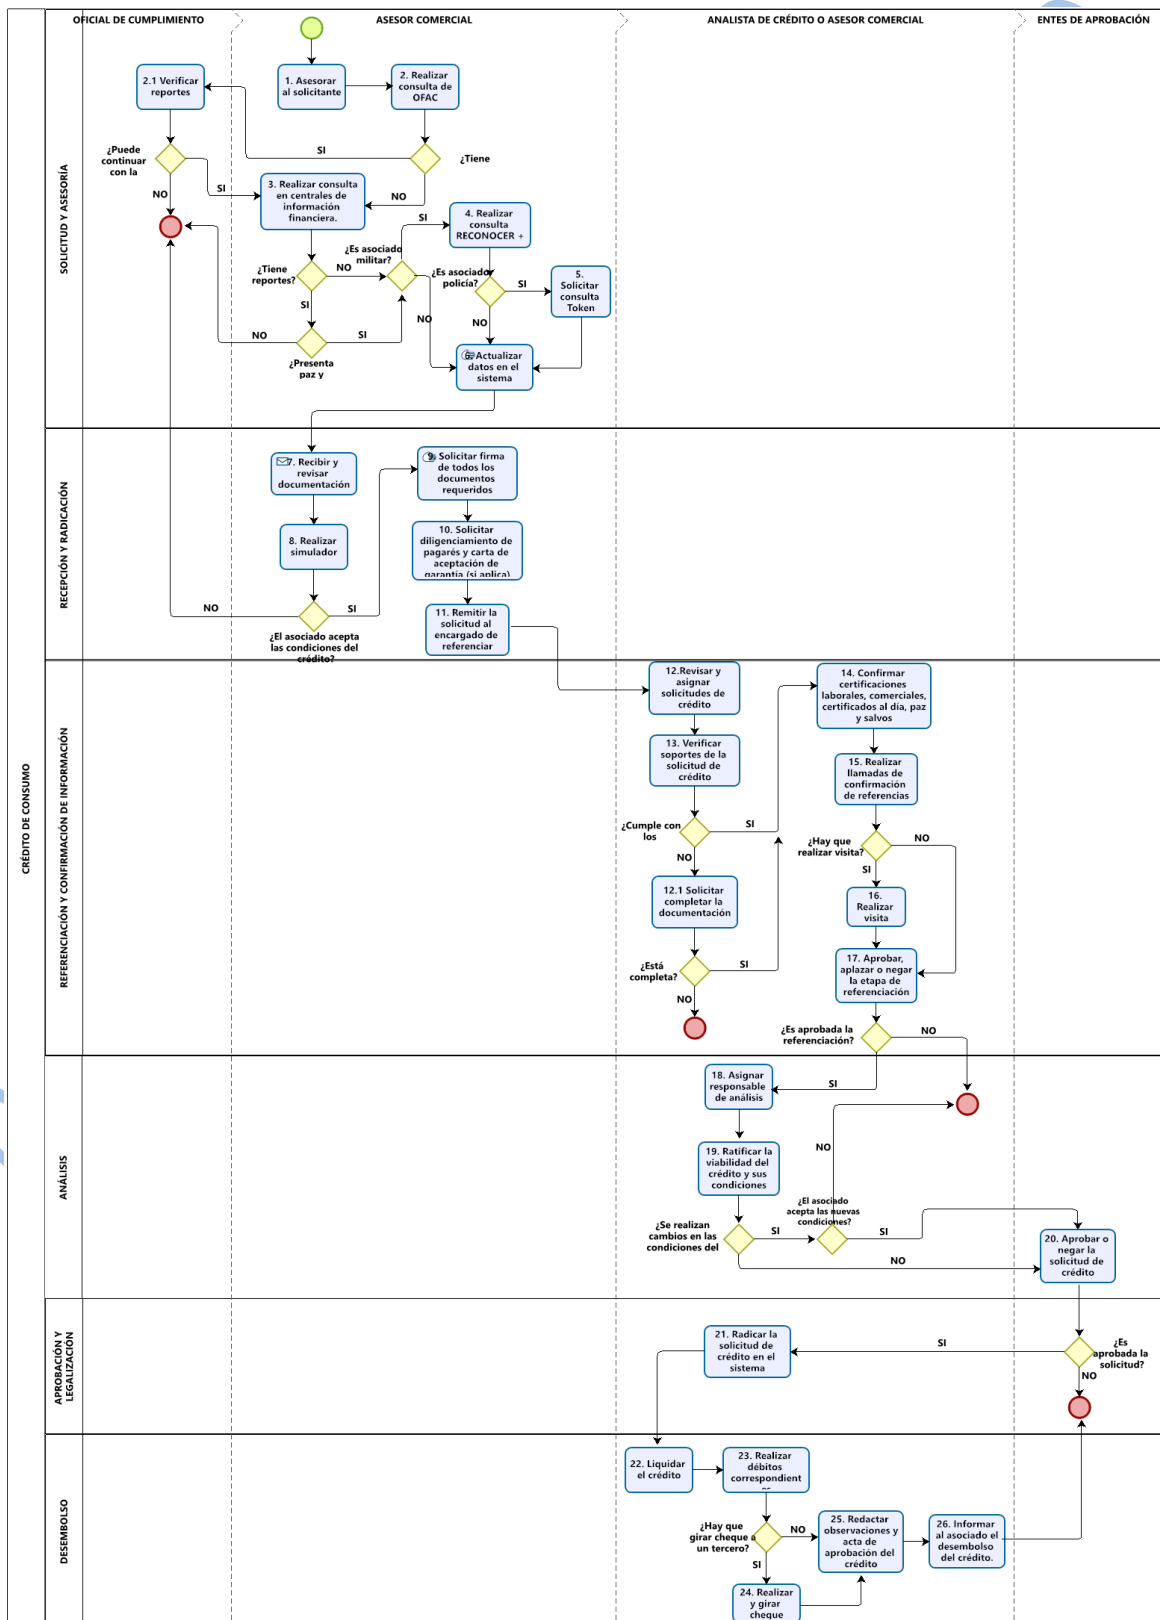 OFICIAL DE CUMPLIMIENTO
ASESOR COMERCIAL
ANALISTA DE CRÉDITO O ASESOR COMERCIAL
ENTES DE APROBACIÓN
CRÉDITO DE CONSUMO
SOLICITUD Y ASESORÍA
2.1 Verificar
reportes
1. Asesorar
al solicitante
2. Realizar
consulta de
OFAC
¿Puede
continuar
con la
SI
¿Tiene
NO
SI
3. Realizar consulta
en centrales de
información
financiera.
NO
4. Realizar
consulta
RECONOCER +
SI
¿Es asociado
militar?
¿Tiene
reportes?
NO
¿Es asociado
policía?
SI
5.
Solicitar
consulta
Token
SI
NO
NO
NO
SI
¿Presenta
paz y
6.
Actualizar
datos en el
sistema
RECEPCIÓN Y RADICACIÓN
7. Recibir y
revisar
documentación
9.
Solicitar firma
de todos los
documentos
requeridos
8. Realizar
simulador
10. Solicitar
diligenciamiento de
pagarés y carta de
aceptación de
garantía (si aplica)
NO
SI
¿El asociado acepta
las condiciones del
crédito?
11. Remitir la
solicitud al
encargado de
referenciar
REFERENCIACIÓN Y CONFIRMACIÓN DE INFORMACIÓN
12.Revisar y
asignar
solicitudes de
crédito
14. Confirmar
certificaciones
laborales, comerciales,
certificados al día, paz
y salvos
13. Verificar
soportes de la
solicitud de
crédito
15. Realizar
llamadas de
confirmación
de referencias
¿Cumple con
los
SI
NO
¿Hay que
realizar visita?
NO
SI
12.1 Solicitar
completar la
documentación
16.
Realizar
visita
¿Está
completa?
SI
NO
17. Aprobar,
aplazar o negar
la etapa de
referenciación
¿Es aprobada la
referenciación?
NO
ANÁLISIS
18. Asignar
responsable
de análisis
SI
NO
19. Ratificar la
viabilidad del
crédito y sus
condiciones
¿El asociado
acepta las nuevas
condiciones?
¿Se realizan
cambios en las
condiciones del
SI
SI
NO
20. Aprobar o
negar la
solicitud de
crédito
APROBACIÓN Y
LEGALIZACIÓN
21. Radicar la
solicitud de
crédito en el
sistema
SI
¿Es
aprobada la
solicitud?
NO
DESEMBOLSO
22. Liquidar
el crédito
23. Realizar
débitos
correspondient
¿Hay que
girar cheque a
un tercero?
NO
SI
25. Redactar
observaciones y
acta de
aprobación del
crédito
26. Informar
al asociado el
desembolso
del crédito.
24. Realizar
y girar
cheque